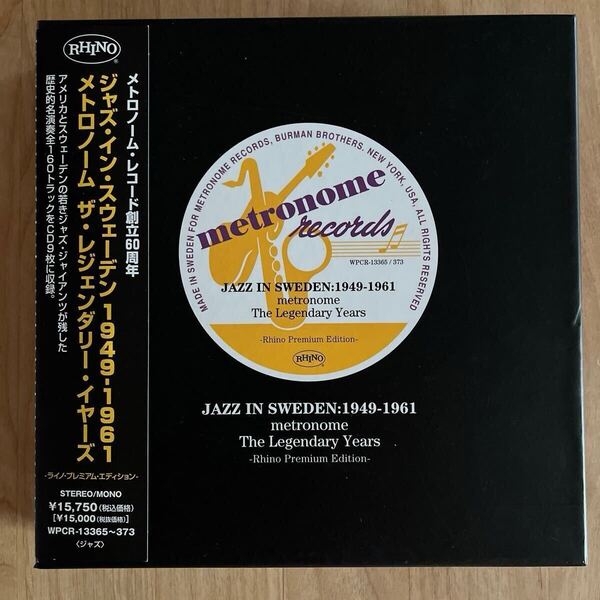 RHINO
メトロノーム・レコード創立60周年
ジャズ・イン・スウェーデン 1949-1961
メトロノーム ザ・レジェンダリー・イヤーズ
アメリカとスウェーデンの若きジャズ・ジャイアンツが残した
歴史的名演奏全160トラックをCD9枚に収録。
-ライノ・プレミアム・エディション-
STEREO/MONO
¥15,750(税込価格)
[¥15,000(税抜価格)]
WPCR-13365~373
〈ジャズ〉
MADE IN SWEDEN FOR METRONOME RECORDS, BURMAN BROTHERS, NEW YORK, USA, ALL RIGHTS RESERVED
metronome
records
WPCR-13365 / 373
JAZZ IN SWEDEN:1949-1961
metronome
The Legendary Years
-Rhino Premium Edition-
RHINO
JAZZ IN SWEDEN:1949-1961
metronome
The Legendary Years
-Rhino Premium Edition-